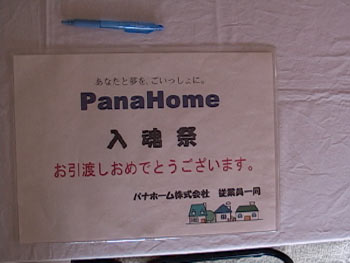 あなたと夢を、ごいっしょに。
PanaHome
入魂祭
お引渡しおめでとうございます。
パナホーム株式会社 従業員一同